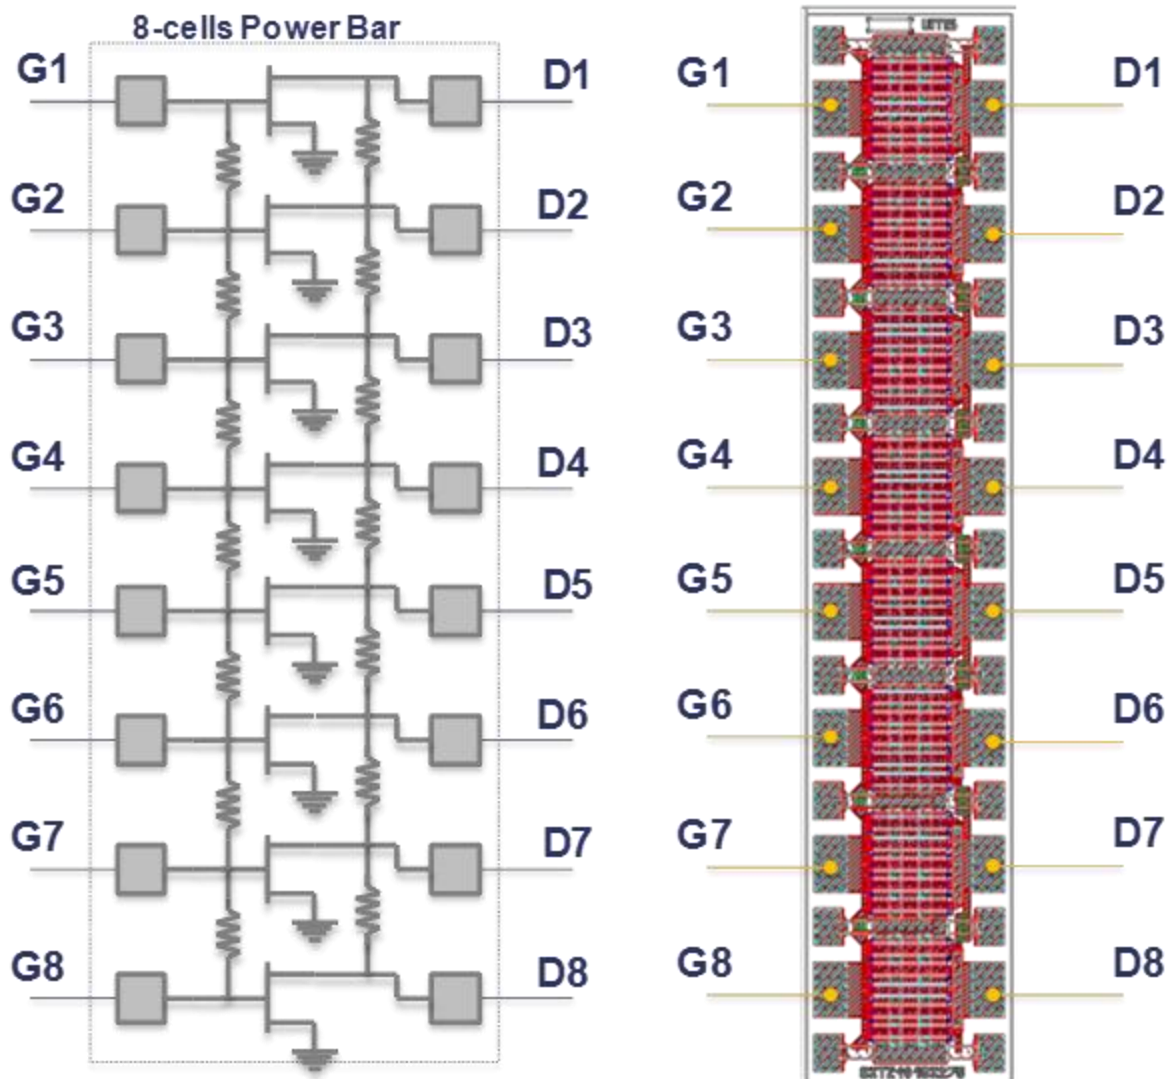 8-cells Power Bar
G1 D1 G1 D1
G2 D2 G2 D2
G3 D3 G3 D3
G4 D4 G4 D4
G5 D5 G5 D5
G6 D6 G6 D6
G7 D7 G7 D7
G8 D8 G8 D8